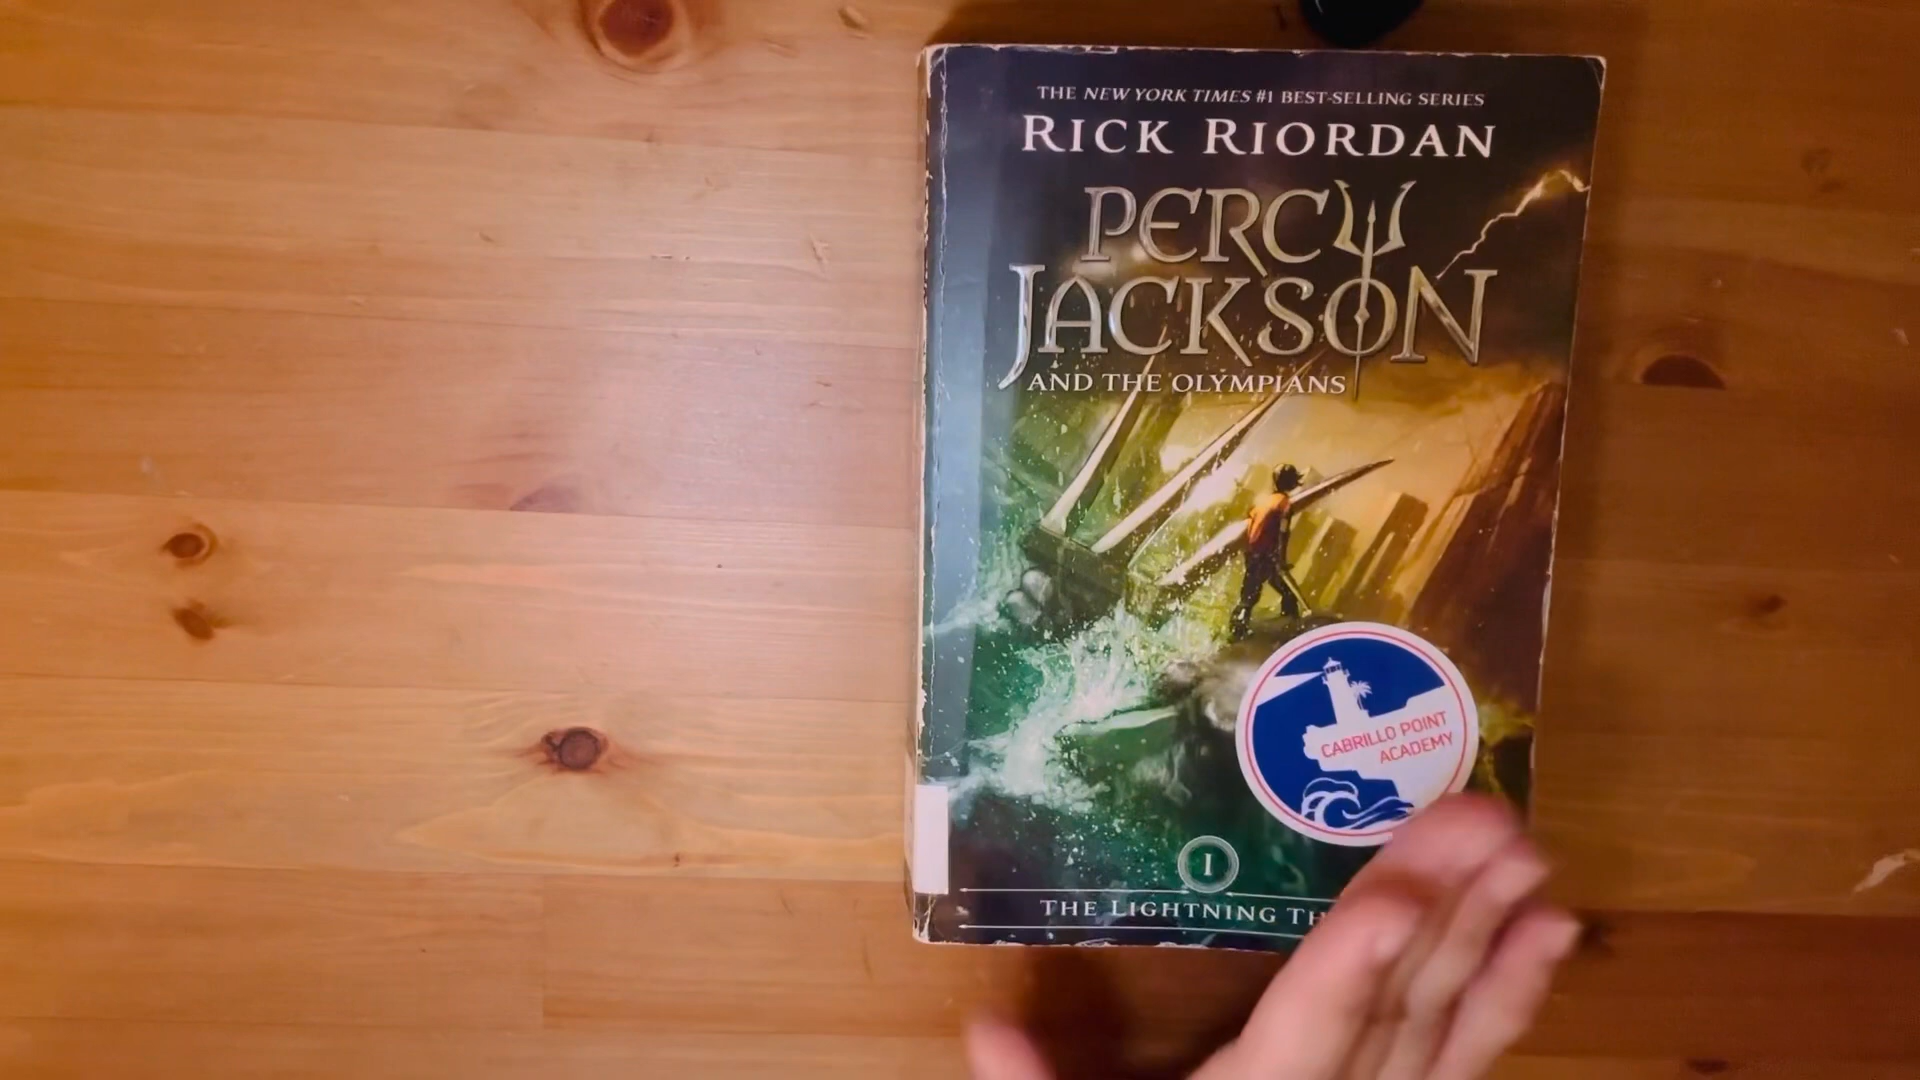 THE NEW YORK TIMES #1 BEST-SELLING SERIES
RICK RIORDAN
PERCY
JACKSON
AND THE OLYMPIANS
CABRILLO POINT
ACADEMY
I
THE LIGHTNING TH